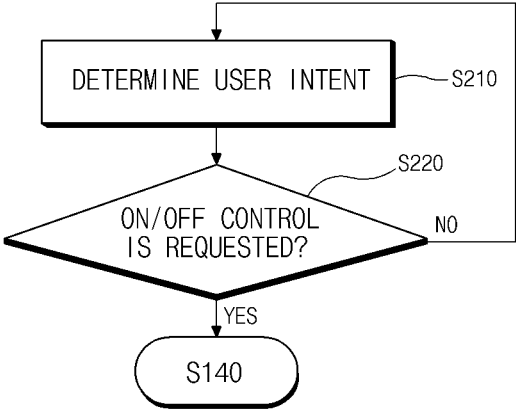 DETERMINE USER INTENT
S210
S220
ON/OFF CONTROL
IS REQUESTED?
NO
YES
S140